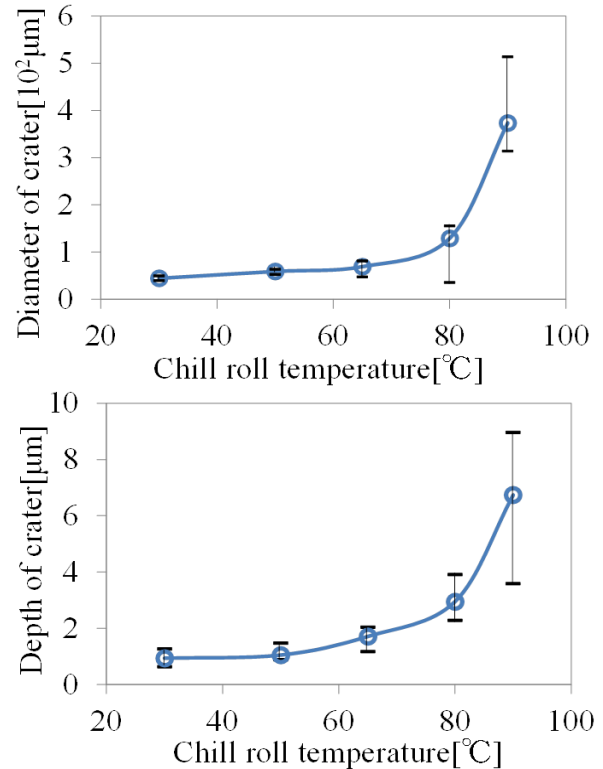 6
5
4
3
2
1
0
20 40 60 80 100
Diameter of crater[10²μm]
Chill roll temperature[℃]
10
8
6
4
2
0
20 40 60 80 100
Depth of crater[μm]
Chill roll temperature[℃]